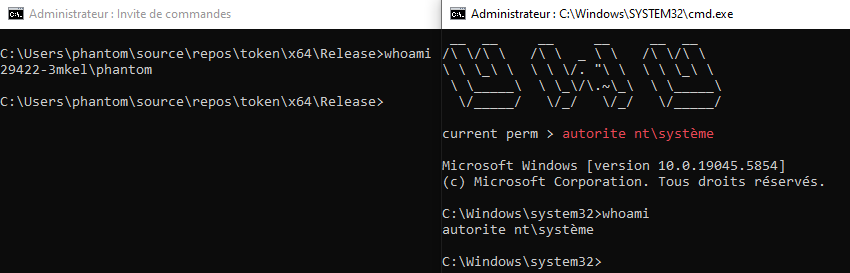 Administrateur : Invite de commandes
C:\Users\phantom\source\repos\token\x64\Release>whoami
29422-3mkel\phantom
C:\Users\phantom\source\repos\token\x64\Release>
Administrateur : C:\Windows\SYSTEM32\cmd.exe
current perm > autorite nt\système
Microsoft Windows [version 10.0.19045.5854]
(c) Microsoft Corporation. Tous droits réservés.
C:\Windows\system32>whoami
autorite nt\système
C:\Windows\system32>